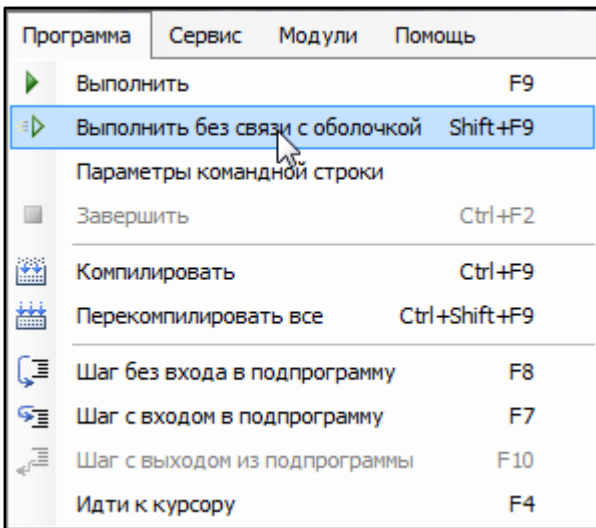 Программа Сервис Модули Помощь
Выполнить F9
Выполнить без связи с оболочкой Shift+F9
Параметры командной строки
Завершить Ctrl+F2
Компилировать Ctrl+F9
Перекомпилировать все Ctrl+Shift+F9
Шаг без входа в подпрограмму F8
Шаг с входом в подпрограмму F7
Шаг с выходом из подпрограммы F10
Идти к курсору F4